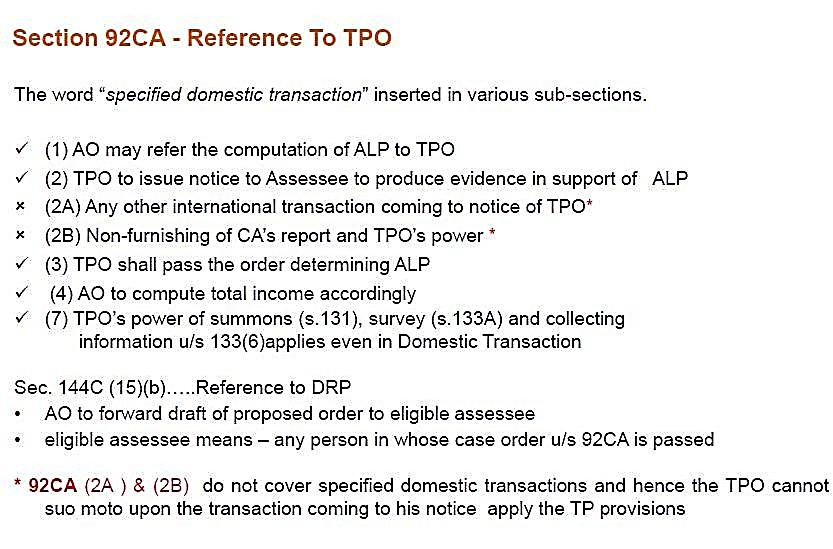 Section 92CA - Reference To TPO
The word “specified domestic transaction” inserted in various sub-sections.
✓ (1) AO may refer the computation of ALP to TPO
✓ (2) TPO to issue notice to Assessee to produce evidence in support of ALP
× (2A) Any other international transaction coming to notice of TPO*
× (2B) Non-furnishing of CA’s report and TPO’s power *
✓ (3) TPO shall pass the order determining ALP
✓ (4) AO to compute total income accordingly
✓ (7) TPO’s power of summons (s.131), survey (s.133A) and collecting
information u/s 133(6)applies even in Domestic Transaction
Sec. 144C (15)(b)…..Reference to DRP
• AO to forward draft of proposed order to eligible assessee
• eligible assessee means – any person in whose case order u/s 92CA is passed
* 92CA (2A ) & (2B) do not cover specified domestic transactions and hence the TPO cannot
suo moto upon the transaction coming to his notice apply the TP provisions